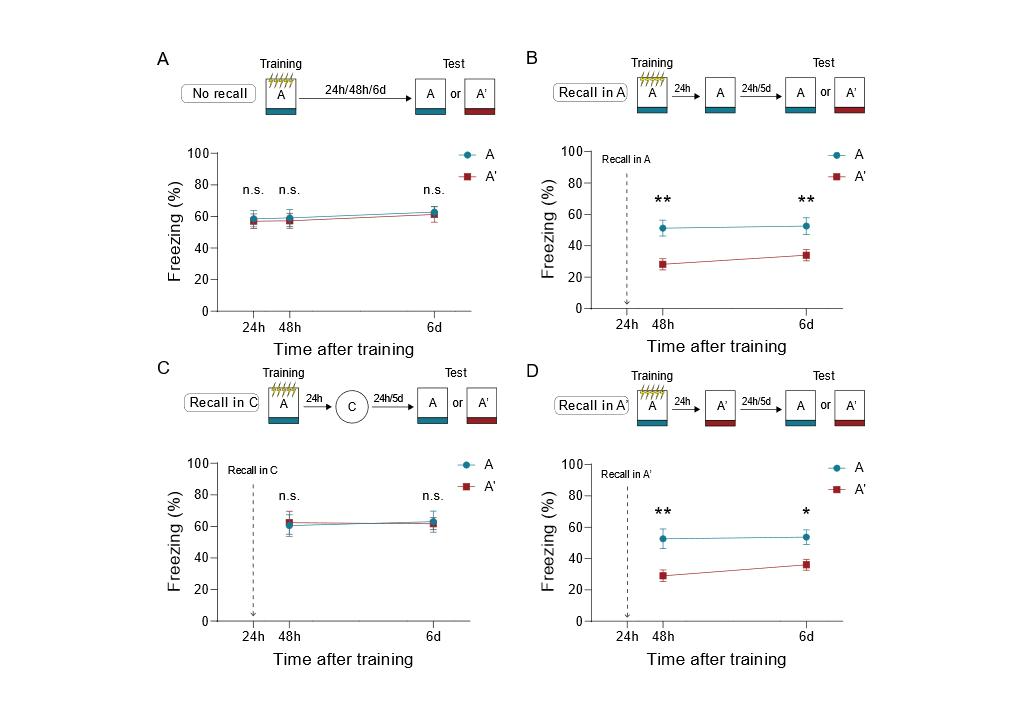 A
Training
Test
No recall
A
24h/48h/6d
A
or
A'
100
80
60
40
20
0
Freezing (%)
n.s.
n.s.
n.s.
A
A'
24h
48h
6d
Time after training
B
Training
Test
Recall in A
A
24h
A
24h/5d
A
or
A'
100
80
60
40
20
0
Freezing (%)
Recall in A
**
**
A
A'
24h
48h
6d
Time after training
C
Training
Test
Recall in C
A
24h
C
24h/5d
A
or
A'
100
80
60
40
20
0
Freezing (%)
Recall in C
n.s.
n.s.
A
A'
24h
48h
6d
Time after training
D
Training
Test
Recall in A'
A
24h
A'
24h/5d
A
or
A'
100
80
60
40
20
0
Freezing (%)
Recall in A'
**
*
A
A'
24h
48h
6d
Time after training